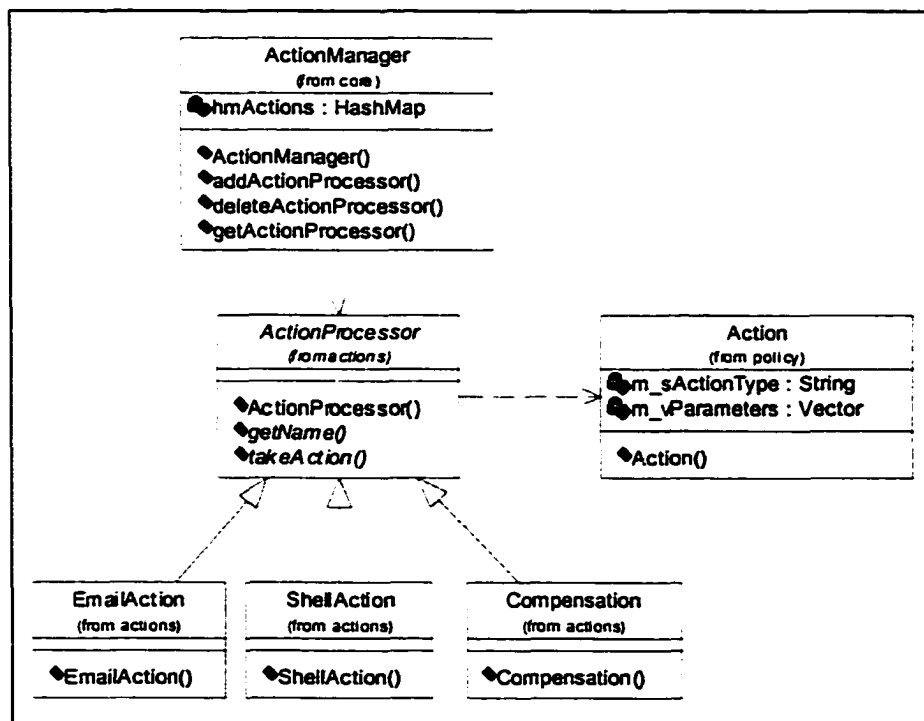 ActionManager
(from core)
hmActions : HashMap
ActionManager()
addActionProcessor()
deleteActionProcessor()
getActionProcessor()
ActionProcessor
(from actions)
ActionProcessor()
getName()
takeAction()
Action
(from policy)
m_sActionType : String
m_vParameters : Vector
Action()
EmailAction
(from actions)
EmailAction()
ShellAction
(from actions)
ShellAction()
Compensation
(from actions)
Compensation()